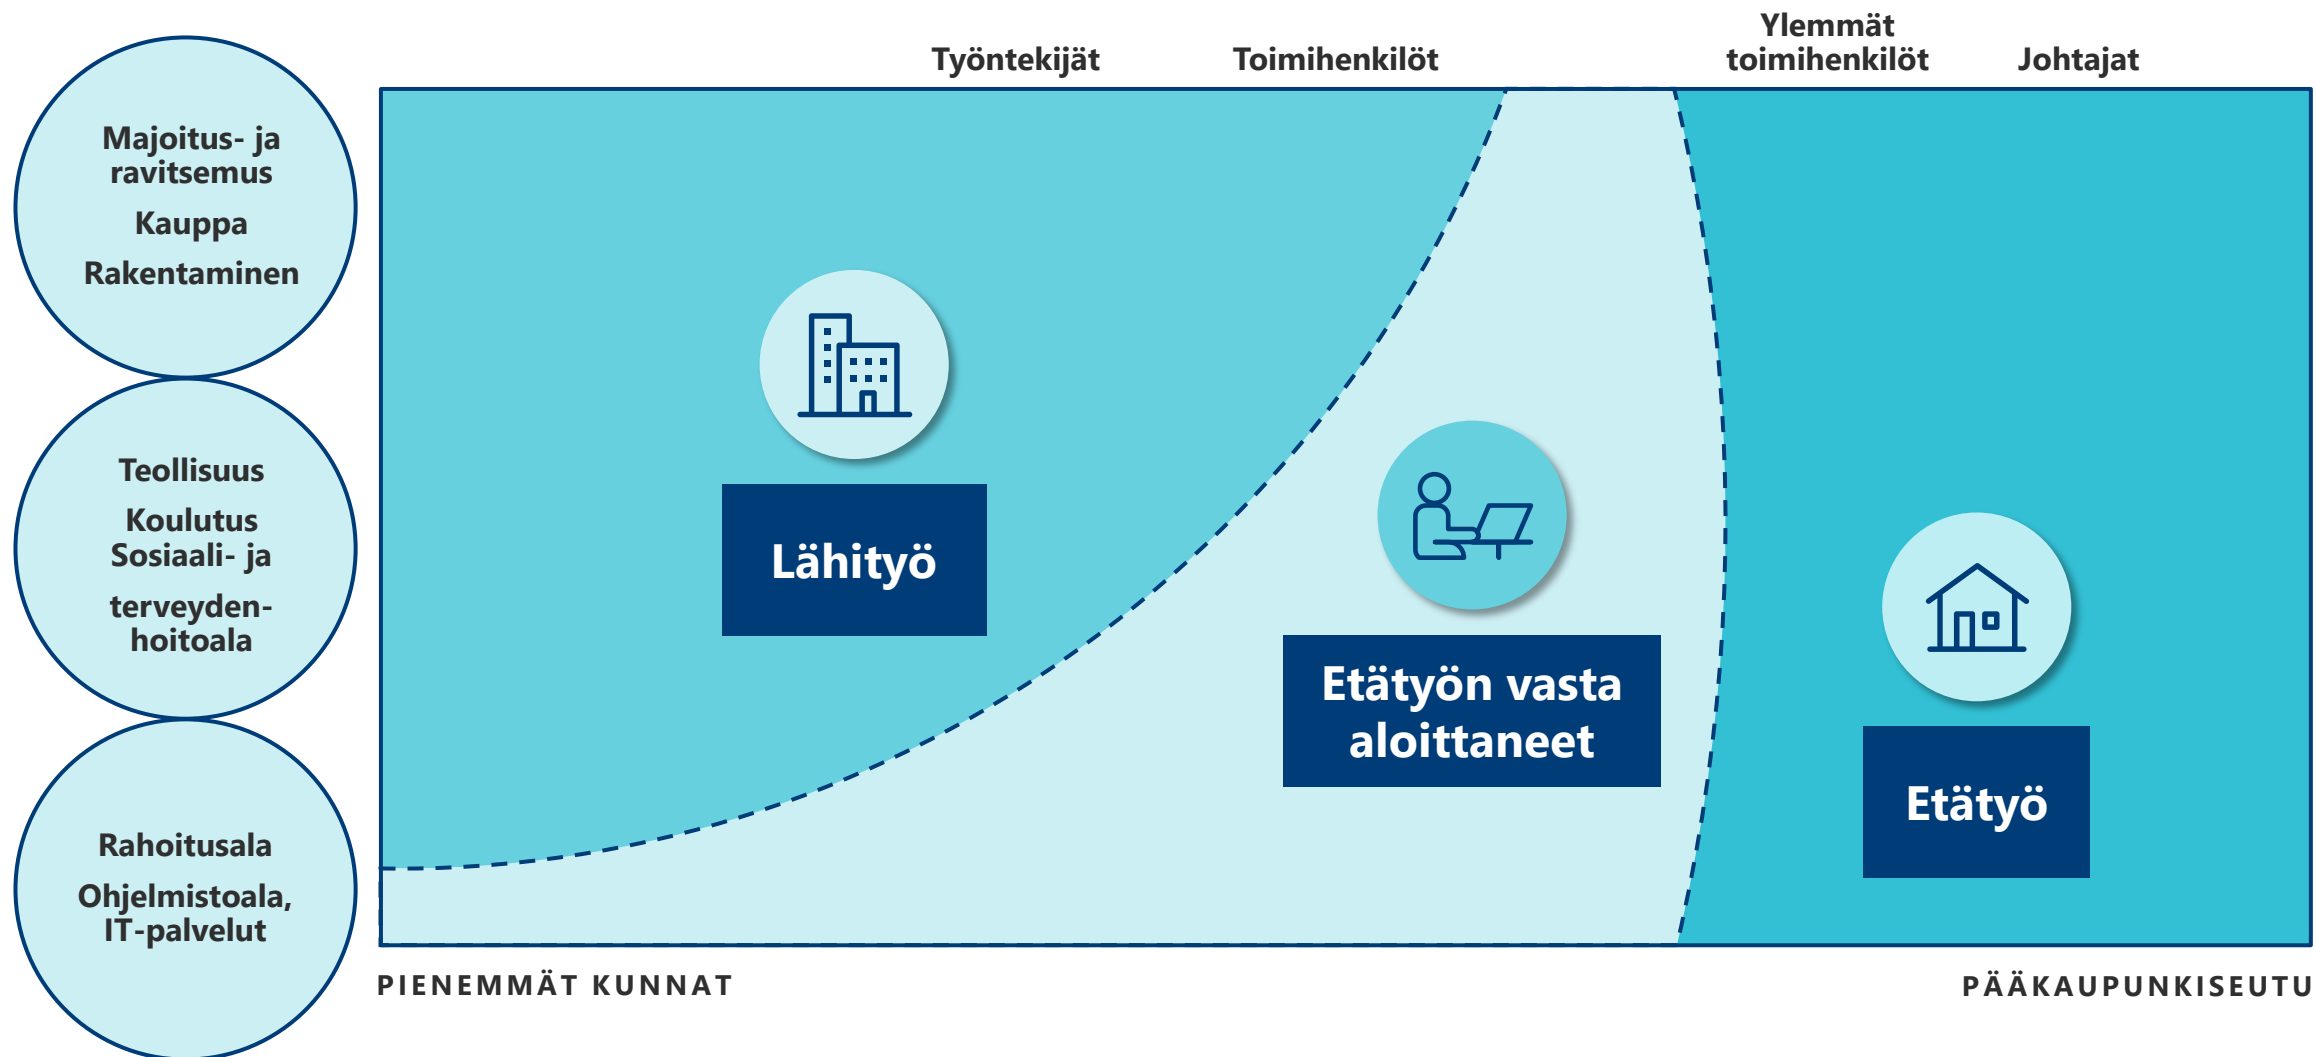 Työntekijät
Toimihenkilöt
Ylemmät
toimihenkilöt
Johtajat
Majoitus- ja
ravitsemus
Kauppa
Rakentaminen
Teollisuus
Koulutus
Sosiaali- ja
terveyden-
hoitoala
Rahoitusala
Ohjelmistoala,
IT-palvelut
Lähityö
Etätyön vasta
aloittaneet
Etätyö
PIENEMMÄT KUNNAT
PÄÄKAUPUNKISEUTU